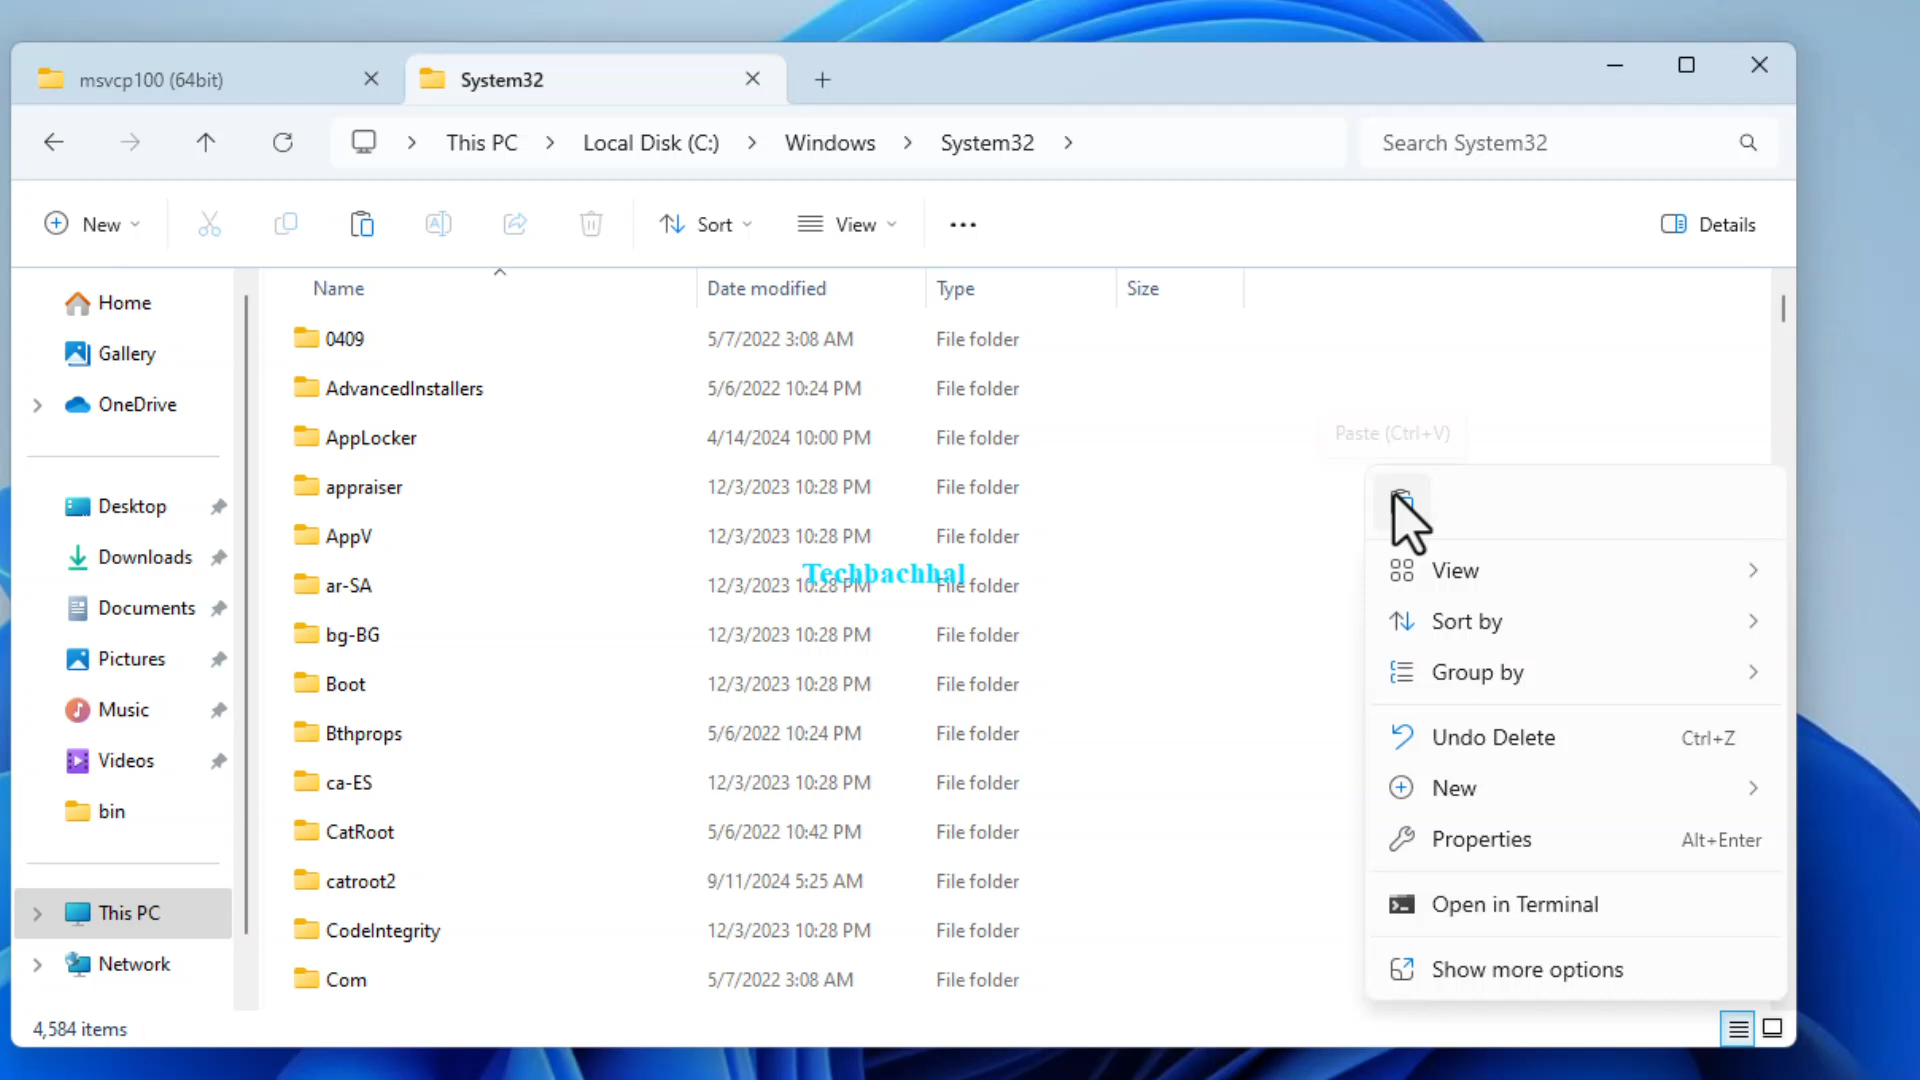 msvcp100 (64bit)
System32
This PC
Local Disk (C:)
Windows
System32
Search System32
New
Sort
View
Details
Name
Date modified
Type
Size
Home
Gallery
OneDrive
Desktop
Downloads
Documents
Pictures
Music
Videos
bin
This PC
Network
0409 5/7/2022 3:08 AM File folder
AdvancedInstallers 5/6/2022 10:24 PM File folder
AppLocker 4/14/2024 10:00 PM File folder
appraiser 12/3/2023 10:28 PM File folder
AppV 12/3/2023 10:28 PM File folder
Techbachhal
ar-SA 12/3/2023 10:28 PM File folder
bg-BG 12/3/2023 10:28 PM File folder
Boot 12/3/2023 10:28 PM File folder
Bthprops 5/6/2022 10:24 PM File folder
ca-ES 12/3/2023 10:28 PM File folder
CatRoot 5/6/2022 10:42 PM File folder
catroot2 9/11/2024 5:25 AM File folder
CodeIntegrity 12/3/2023 10:28 PM File folder
Com 5/7/2022 3:08 AM File folder
Paste (Ctrl+V)
View
Sort by
Group by
Undo Delete Ctrl+Z
New
Properties Alt+Enter
Open in Terminal
Show more options
4,584 items